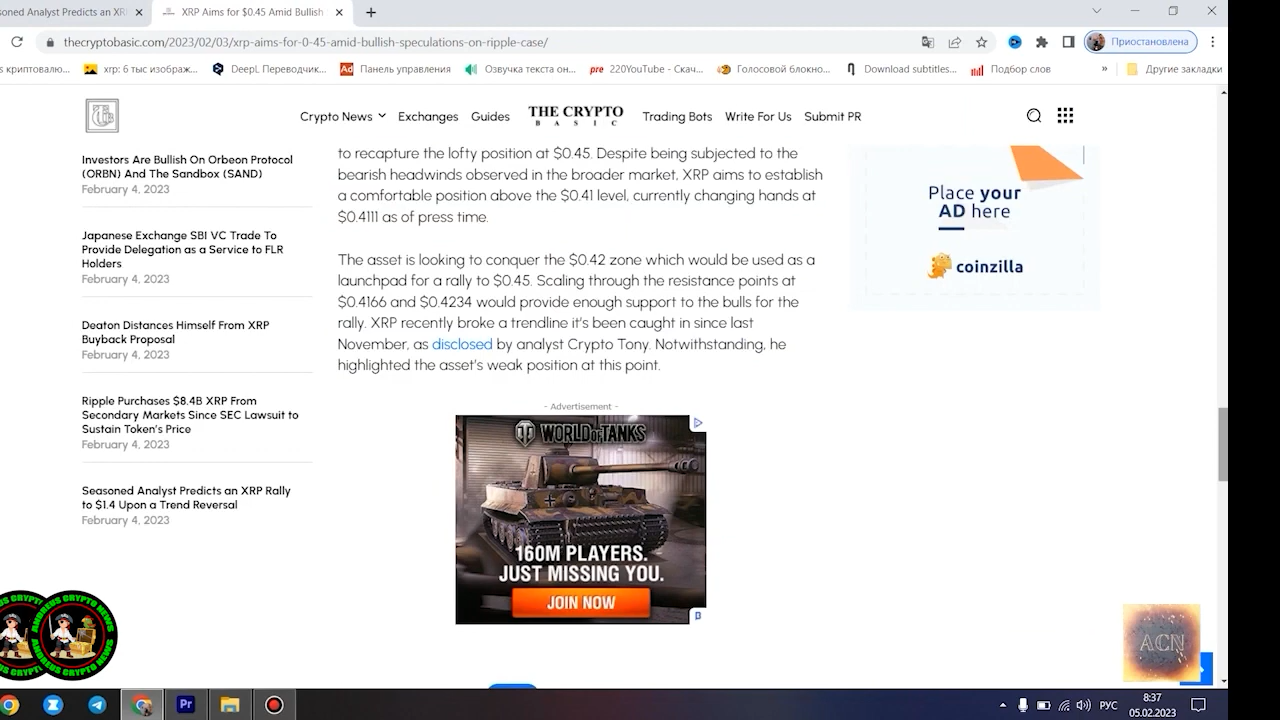 soned Analyst Predicts an XR
XRP Aims for $0.45 Amid Bullish
thecryptobasic.com/2023/02/03/xrp-aims-for-0-45-amid-bullish-speculations-on-ripple-case/
Приостановлена
криптовалю...
xrp: 6 тыс изображ...
DeepL Переводчик...
Панель управления
Озвучка текста он...
pre 220YouTube - Скач...
Голосовой блокно...
Download subtitles...
Подбор слов
»
Другие закладки
Crypto News
Exchanges
Guides
THE CRYPTO
BASIC
Trading Bots
Write For Us
Submit PR
Investors Are Bullish On Orbeon Protocol
(ORBN) And The Sandbox (SAND)
February 4, 2023
Japanese Exchange SBI VC Trade To
Provide Delegation as a Service to FLR
Holders
February 4, 2023
Deaton Distances Himself From XRP
Buyback Proposal
February 4, 2023
Ripple Purchases $8.4B XRP From
Secondary Markets Since SEC Lawsuit to
Sustain Token's Price
February 4, 2023
Seasoned Analyst Predicts an XRP Rally
to $1.4 Upon a Trend Reversal
February 4, 2023
to recapture the lofty position at $0.45. Despite being subjected to the
bearish headwinds observed in the broader market, XRP aims to establish
a comfortable position above the $0.41 level, currently changing hands at
$0.4111 as of press time.
The asset is looking to conquer the $0.42 zone which would be used as a
launchpad for a rally to $0.45. Scaling through the resistance points at
$0.4166 and $0.4234 would provide enough support to the bulls for the
rally. XRP recently broke a trendline it's been caught in since last
November, as disclosed by analyst Crypto Tony. Notwithstanding, he
highlighted the asset's weak position at this point.
- Advertisement -
WORLD OF TANKS
160M PLAYERS.
JUST MISSING YOU.
JOIN NOW
Place your
AD here
coinzilla
ANDREUS CRYPTO NEWS
ANDREUS CRYPTO NEWS
ACN
Pr
РУС
8:37
05.02.2023